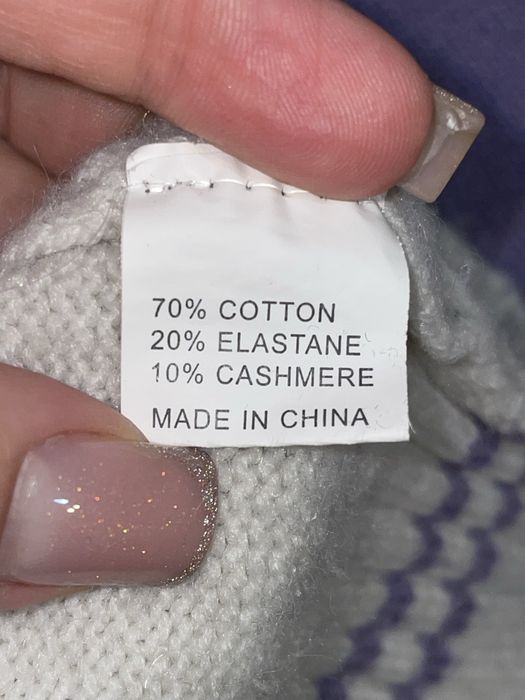 70% COTTON
20% ELASTANE
10% CASHMERE
MADE IN CHINA